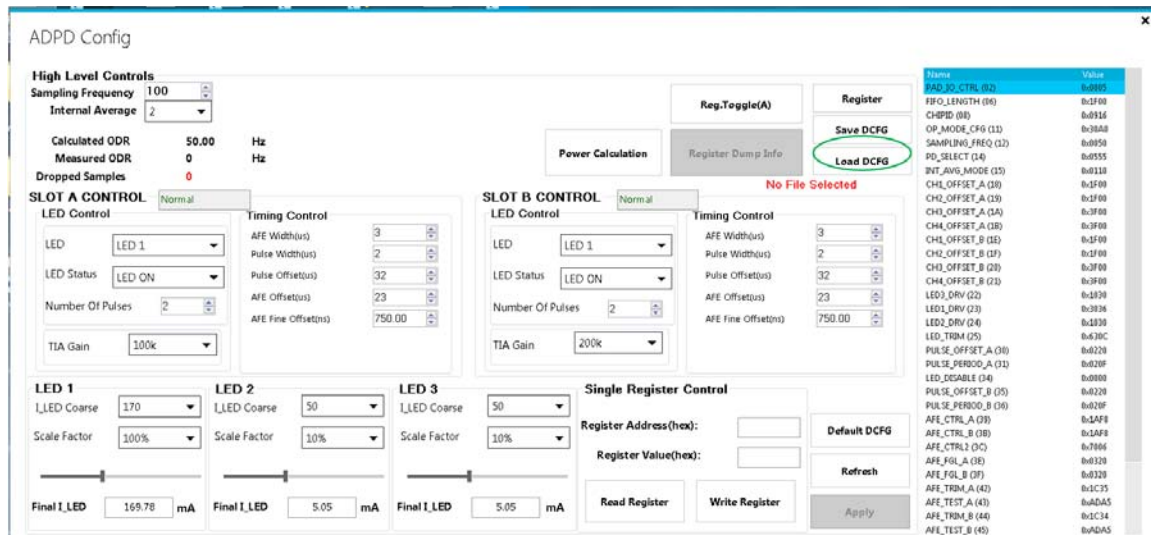 ADPD Config
x
High Level Controls
Sampling Frequency 100
Internal Average 2
Calculated ODR 50.00 Hz
Measured ODR 0 Hz
Dropped Samples 0
Reg.Toggle(A)
Register
Save DCFG
Power Calculation
Register Dump Info
Load DCFG
No File Selected
SLOT A CONTROL Normal
LED Control
LED LED 1
LED Status LED ON
Number Of Pulses 2
TIA Gain 100k
Timing Control
AFE Width(us) 3
Pulse Width(us) 2
Pulse Offset(us) 32
AFE Offset(us) 23
AFE Fine Offset(ns) 750.00
SLOT B CONTROL Normal
LED Control
LED LED 1
LED Status LED ON
Number Of Pulses 2
TIA Gain 200k
Timing Control
AFE Width(us) 3
Pulse Width(us) 2
Pulse Offset(us) 32
AFE Offset(us) 23
AFE Fine Offset(ns) 750.00
LED 1
I_LED Coarse 170
Scale Factor 100%
Final I_LED 169.78 mA
LED 2
I_LED Coarse 50
Scale Factor 10%
Final I_LED 5.05 mA
LED 3
I_LED Coarse 50
Scale Factor 10%
Final I_LED 5.05 mA
Single Register Control
Register Address(hex):
Register Value(hex):
Read Register
Write Register
Default DCFG
Refresh
Apply
Name Value
PAD_IO_CTRL (02) 0x0005
FIFO_LENGTH (06) 0x1F00
CHIPID (08) 0x0916
OP_MODE_CFG (11) 0x30A0
SAMPLING_FREQ (12) 0x0050
PD_SELECT (14) 0x0555
INT_AVG_MODE (15) 0x0110
CH1_OFFSET_A (18) 0x1F00
CH2_OFFSET_A (19) 0x1F00
CH3_OFFSET_A (1A) 0x3F00
CH4_OFFSET_A (1B) 0x3F00
CH1_OFFSET_B (1E) 0x1F00
CH2_OFFSET_B (1F) 0x1F00
CH3_OFFSET_B (20) 0x3F00
CH4_OFFSET_B (21) 0x3F00
LED3_DRV (22) 0x1030
LED1_DRV (23) 0x3036
LED2_DRV (24) 0x1030
LED_TRIM (25) 0x630C
PULSE_OFFSET_A (30) 0x0220
PULSE_PERIOD_A (31) 0x020F
LED_DISABLE (34) 0x0000
PULSE_OFFSET_B (35) 0x0220
PULSE_PERIOD_B (36) 0x020F
AFE_CTRL_A (39) 0x1AF8
AFE_CTRL_B (3B) 0x1AF8
AFE_CTRL2 (3C) 0x7006
AFE_FGL_A (3E) 0x0320
AFE_FGL_B (3F) 0x0320
AFE_TRIM_A (42) 0x1C35
AFE_TEST_A (43) 0xADA5
AFE_TRIM_B (44) 0x1C34
AFE_TEST_B (45) 0xADA5